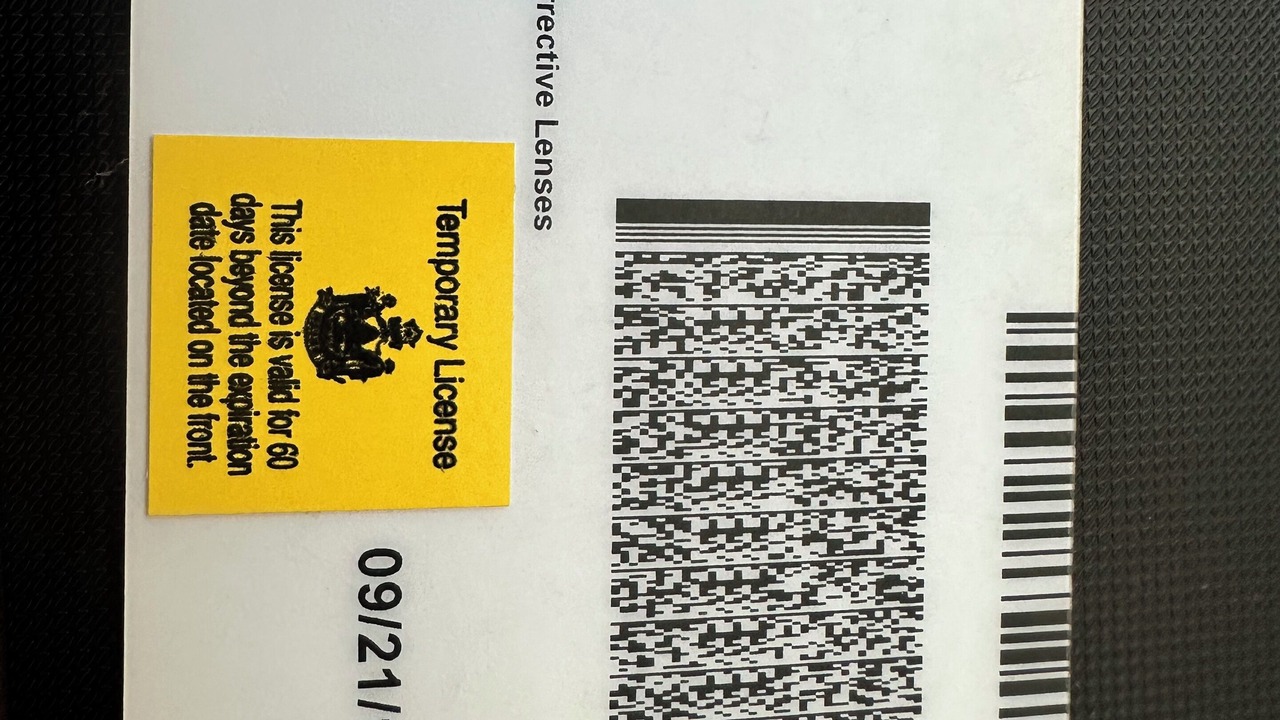 rective Lenses
Temporary License
This license is valid for 60
days beyond the expiration
date located on the front.
09/21/